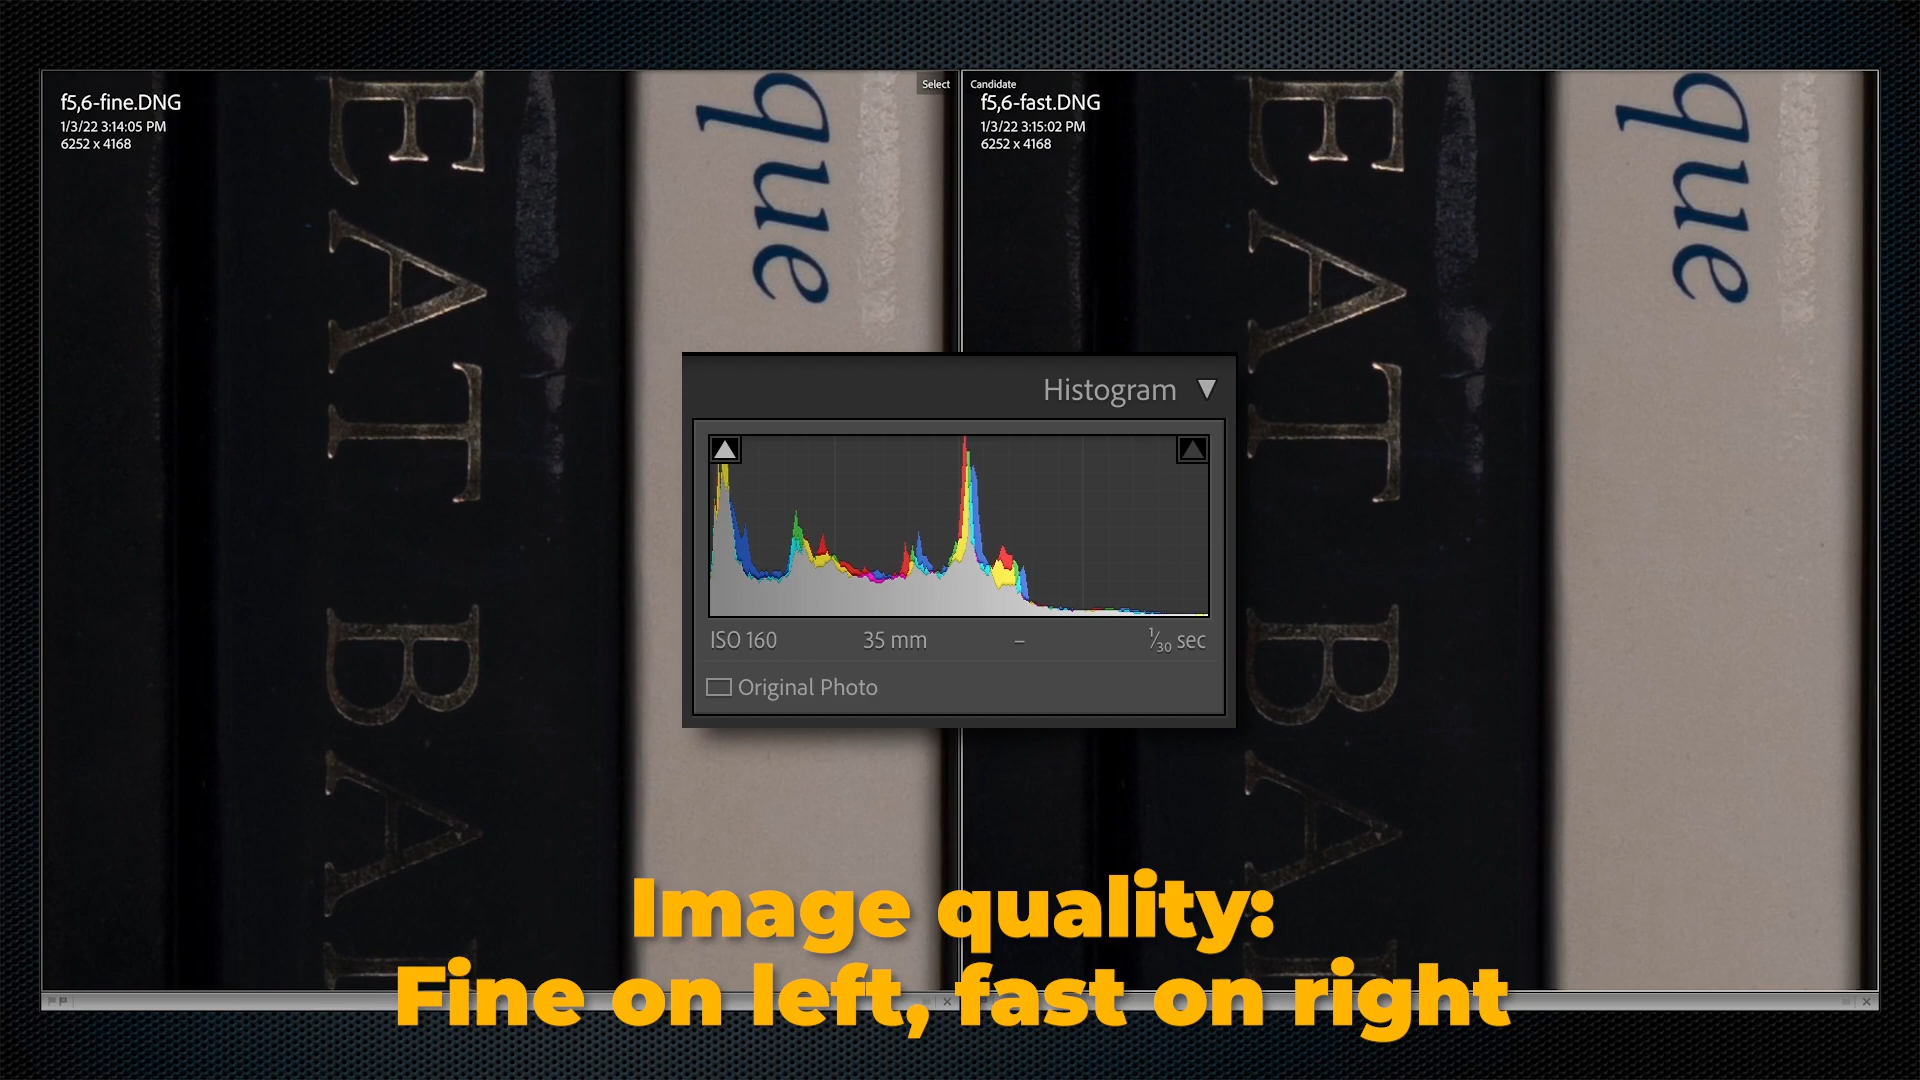 f5,6-fine.DNG
1/3/22 3:14:05 PM
6252 x 4168
Select
Candidate
f5,6-fast.DNG
1/3/22 3:15:02 PM
6252 x 4168
EAT BA
que
EAT BA
que
Histogram
ISO 160 35 mm – 1/30 sec
Original Photo
Image quality:
Fine on left, fast on right